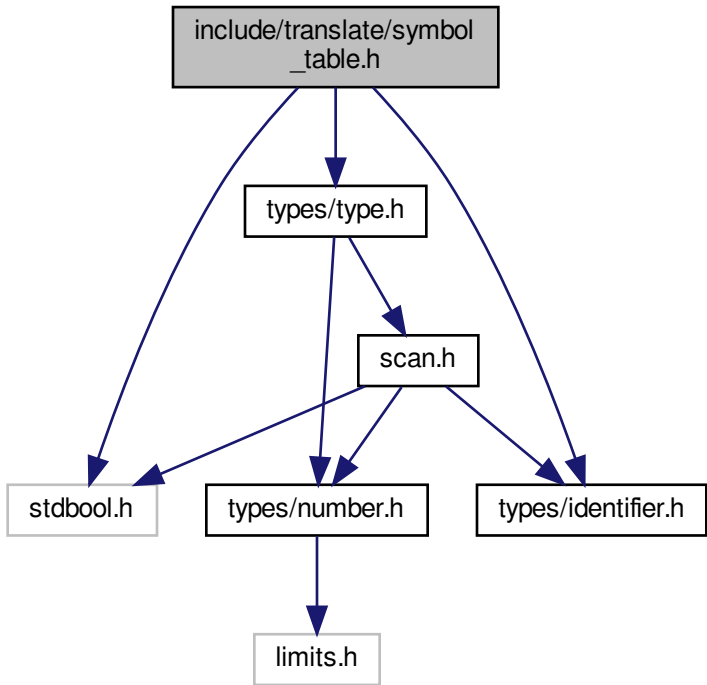 include/translate/symbol
_table.h
types/type.h
scan.h
stdbool.h
types/number.h
types/identifier.h
limits.h